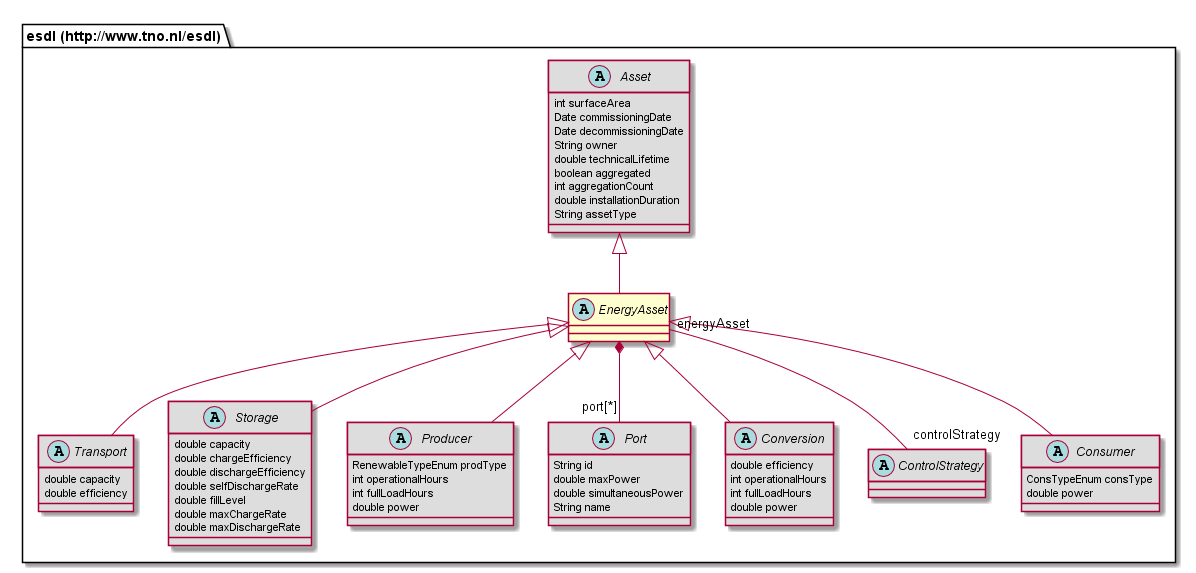 esdl (http://www.tno.nl/esdl)
A Asset
int surfaceArea
Date commissioningDate
Date decommissioningDate
String owner
double technicalLifetime
boolean aggregated
int aggregationCount
double installationDuration
String assetType
A EnergyAsset
energyAsset
port[*]
controlStrategy
A Transport
double capacity
double efficiency
A Storage
double capacity
double chargeEfficiency
double dischargeEfficiency
double selfDischargeRate
double fillLevel
double maxChargeRate
double maxDischargeRate
A Producer
RenewableTypeEnum prodType
int operationalHours
int fullLoadHours
double power
A Port
String id
double maxPower
double simultaneousPower
String name
A Conversion
double efficiency
int operationalHours
int fullLoadHours
double power
A ControlStrategy
A Consumer
ConsTypeEnum consType
double power